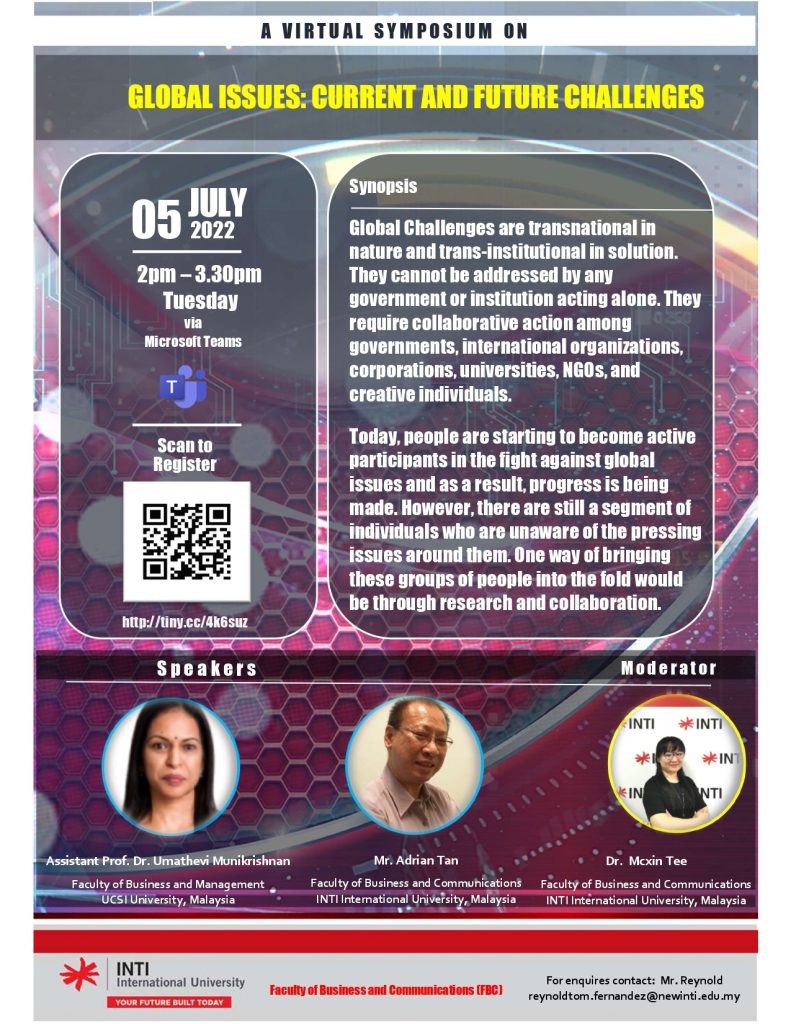 A VIRTUAL SYMPOSIUM ON
GLOBAL ISSUES: CURRENT AND FUTURE CHALLENGES
05 JULY
2022
2pm – 3.30pm
Tuesday
via
Microsoft Teams
T
Scan to
Register
http://tiny.cc/4k6suz
Synopsis
Global Challenges are transnational in
nature and trans-institutional in solution.
They cannot be addressed by any
government or institution acting alone. They
require collaborative action among
governments, international organizations,
corporations, universities, NGOs, and
creative individuals.
Today, people are starting to become active
participants in the fight against global
issues and as a result, progress is being
made. However, there are still a segment of
individuals who are unaware of the pressing
issues around them. One way of bringing
these groups of people into the fold would
be through research and collaboration.
Speakers
Moderator
INTI INTI
INTI
IN INTI
Assistant Prof. Dr. Umathevi Munikrishnan
Faculty of Business and Management
UCSI University, Malaysia
Mr. Adrian Tan
Faculty of Business and Communications
INTI International University, Malaysia
Dr. Mcxin Tee
Faculty of Business and Communications
INTI International University, Malaysia
INTI
International University
YOUR FUTURE BUILT TODAY
Faculty of Business and Communications (FBC)
For enquires contact: Mr. Reynold
reynoldtom.fernandez@newinti.edu.my